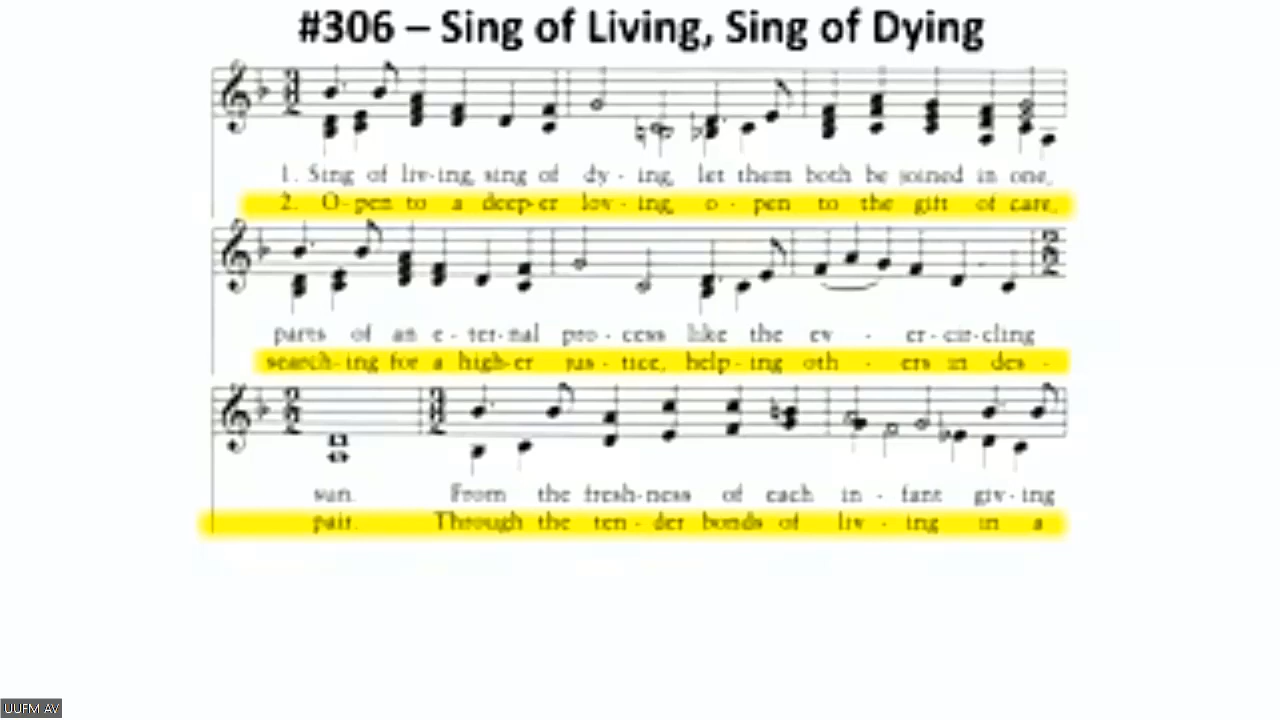 #306 – Sing of Living, Sing of Dying
1. Sing of liv-ing, sing of dy - ing, let them both be joined in one,
2. O-pen to a deep-er lov - ing, o - pen to the gift of care,
parts of an e - ter-nal pro - cess like the ev - er-cir-cling
search-ing for a high-er jus - tice, help-ing oth - ers in des -
sun. From the fresh-ness of each in - fant giv-ing
pair. Through the ten - der bonds of liv - ing in a
UUFM AV